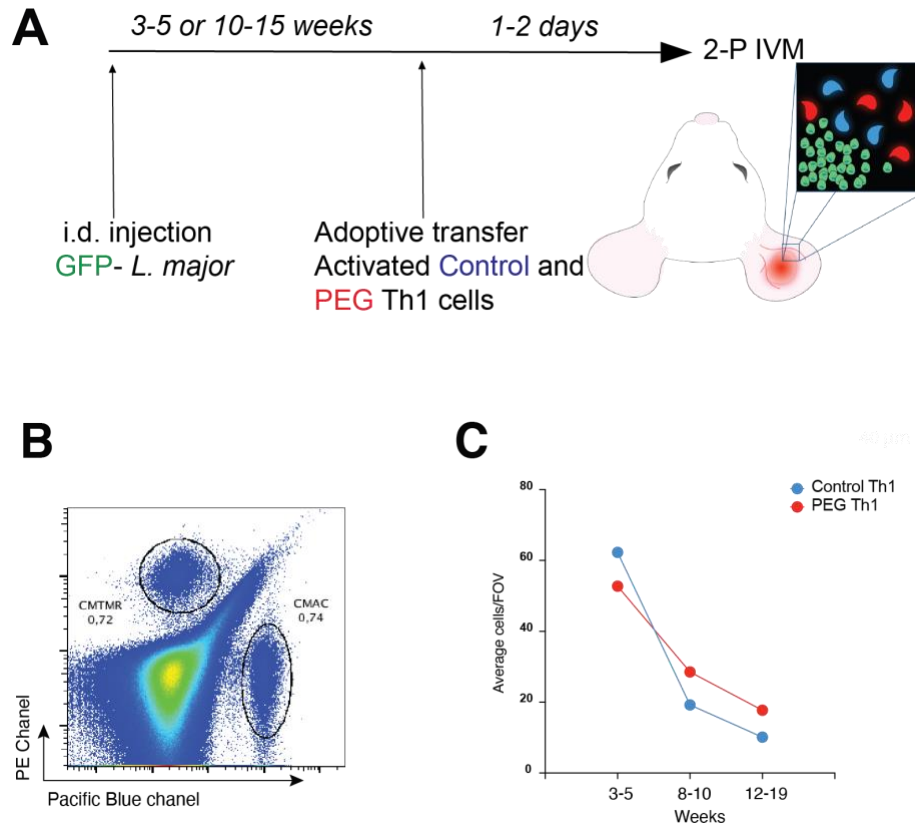 A
3-5 or 10-15 weeks
1-2 days
2-P IVM
i.d. injection
GFP- L. major
Adoptive transfer
Activated Control and
PEG Th1 cells
B
CMTMR
0,72
CMAC
0,74
PE Channel
Pacific Blue chanel
C
Control Th1
PEG Th1
Average cells/FOV
80
60
40
20
0
3-5
8-10
12-19
Weeks